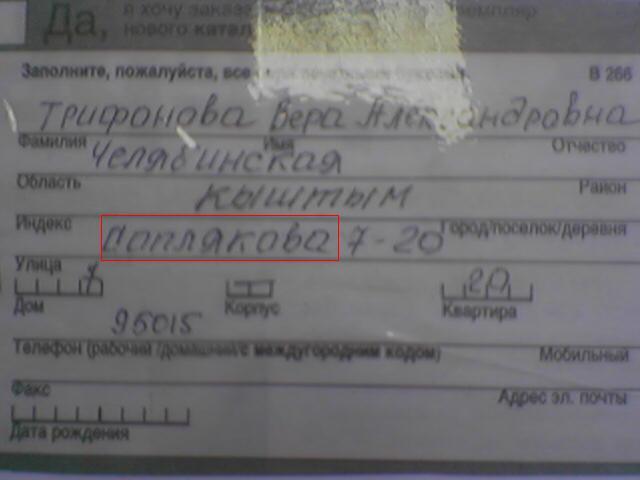 Да, я хочу заказа
нового катал
Заполните, пожалуйста, все
В 266
Трифонова Вера Александровна
Фамилия Имя Отчество
Челябинская
Область Район
Кыштым
Индекс Город/поселок/деревня
7-20
Улица
7 20
Дом Корпус Квартира
95015
Телефон (рабочий/домашний/с междугородним кодом) Мобильный
Факс Адрес эл. почты
Дата рождения